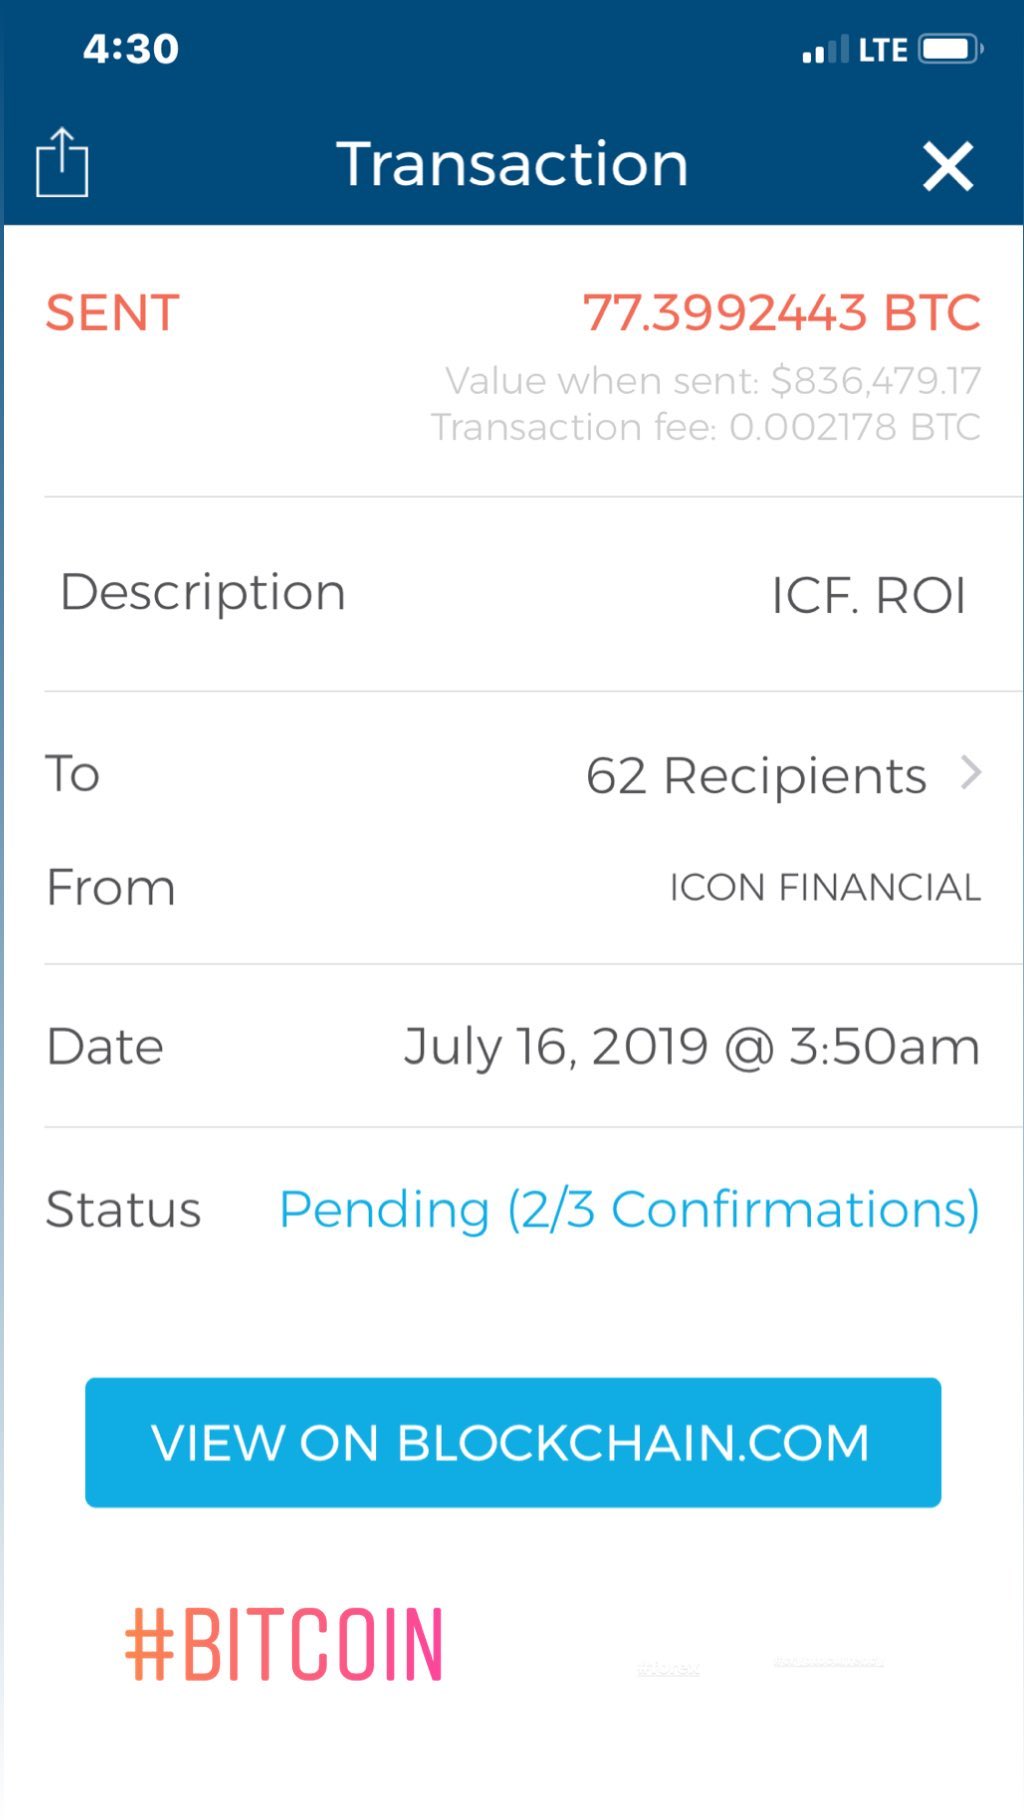 4:30 LTE
Transaction
SENT 77.3992443 BTC
Value when sent: $836,479.17
Transaction fee: 0.002178 BTC
Description ICF. ROI
To 62 Recipients
From ICON FINANCIAL
Date July 16, 2019 @ 3:50am
Status Pending (2/3 Confirmations)
VIEW ON BLOCKCHAIN.COM
#BITCOIN
#forex